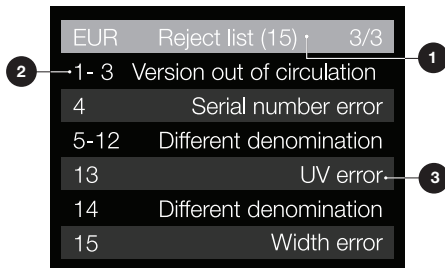 EUR Reject list (15) 3/3
1
2
1- 3 Version out of circulation
4 Serial number error
5-12 Different denomination
13 UV error
3
14 Different denomination
15 Width error